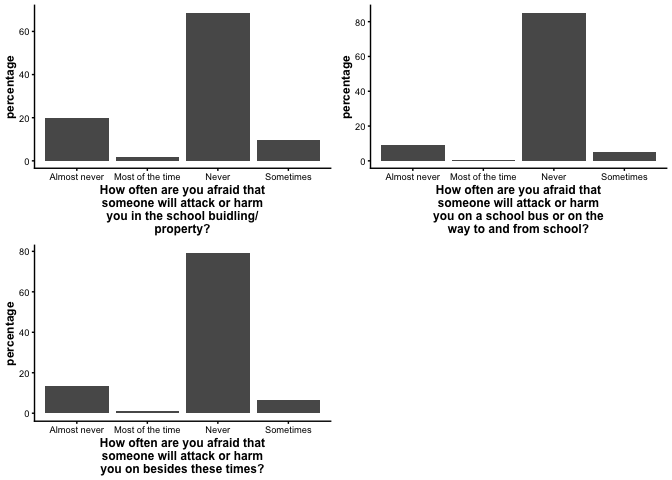 percentage
60
40
20
0
Almost never Most of the time Never Sometimes
How often are you afraid that
someone will attack or harm
you in the school buidling/
property?
percentage
80
60
40
20
0
Almost never Most of the time Never Sometimes
How often are you afraid that
someone will attack or harm
you on a school bus or on the
way to and from school?
percentage
80
60
40
20
0
Almost never Most of the time Never Sometimes
How often are you afraid that
someone will attack or harm
you on besides these times?